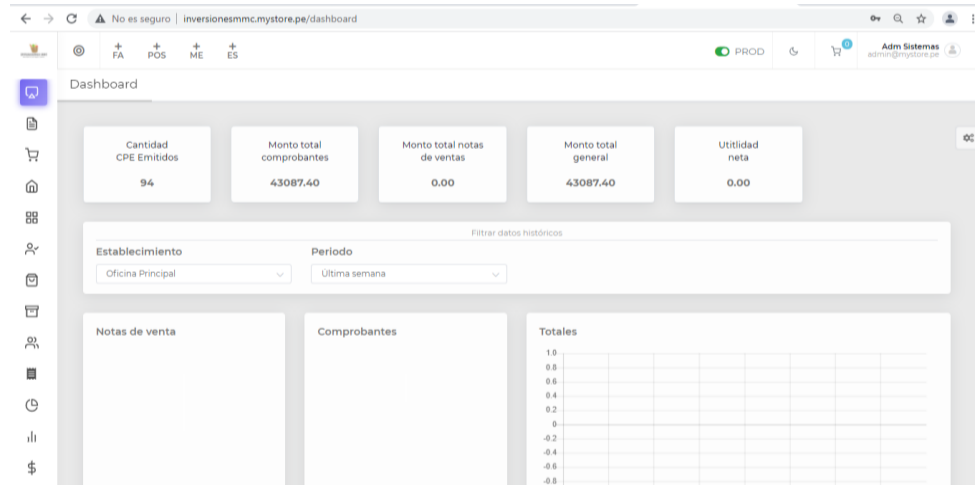 No es seguro | inversionesmmc.mystore.pe/dashboard
+ FA + POS + ME + ES
PROD
0
Adm Sistemas
admin@mystore.pe
Dashboard
Cantidad
CPE Emitidos
94
Monto total
comprobantes
43087.40
Monto total notas
de ventas
0.00
Monto total
general
43087.40
Utitlidad
neta
0.00
Filtrar datos históricos
Establecimiento
Oficina Principal
Periodo
Última semana
Notas de venta
Comprobantes
Totales
1.0
0.8
0.6
0.4
0.2
0
-0.2
-0.4
-0.6
-0.8